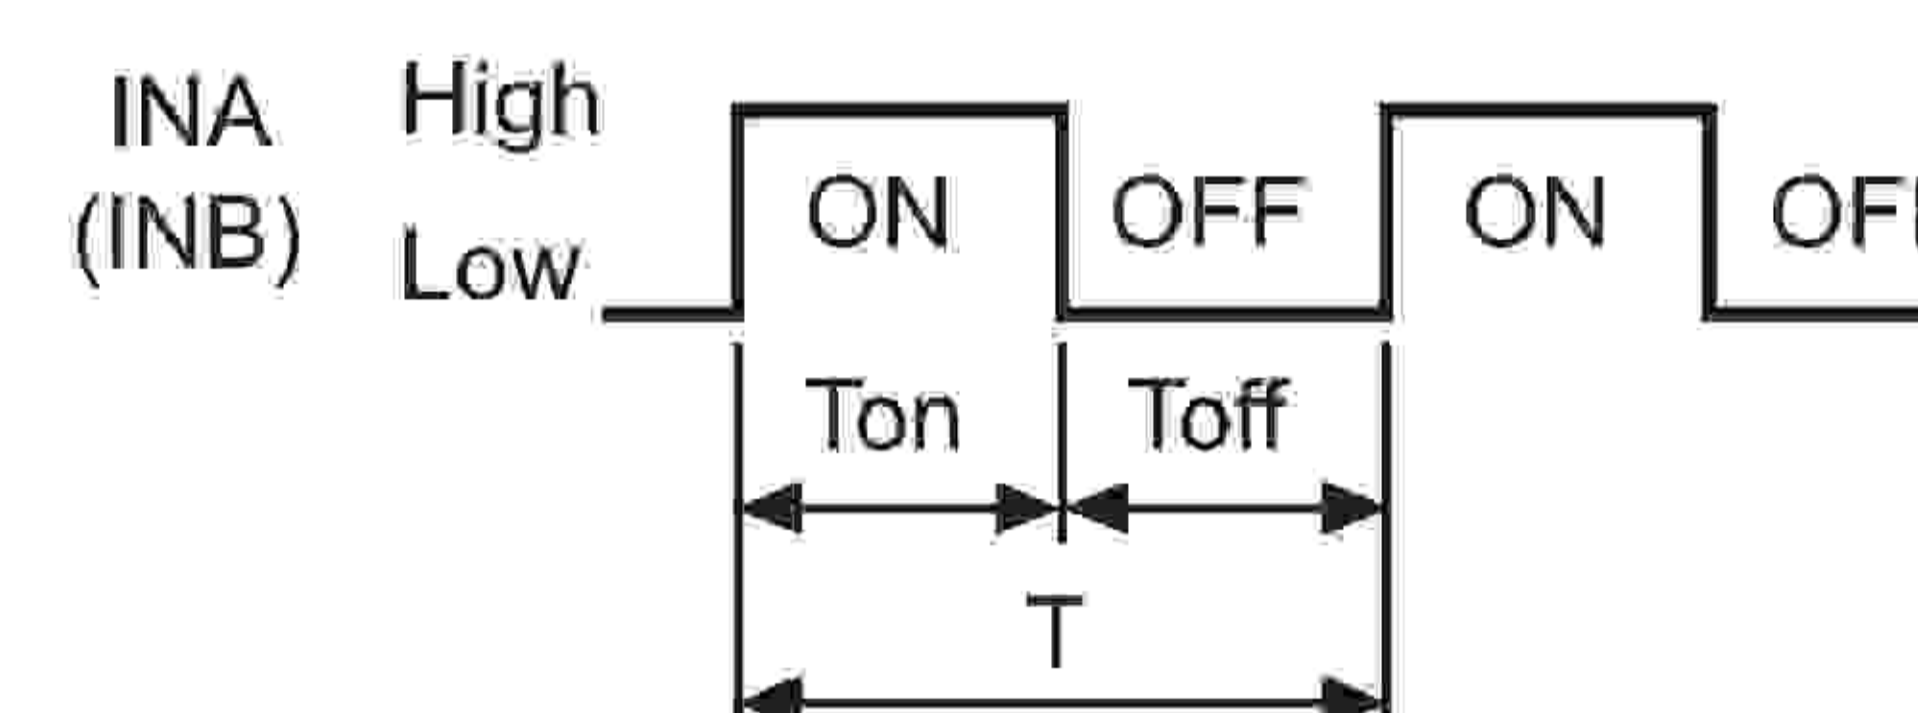 INA High
(INB) Low
ON OFF ON
Ton Toff
T